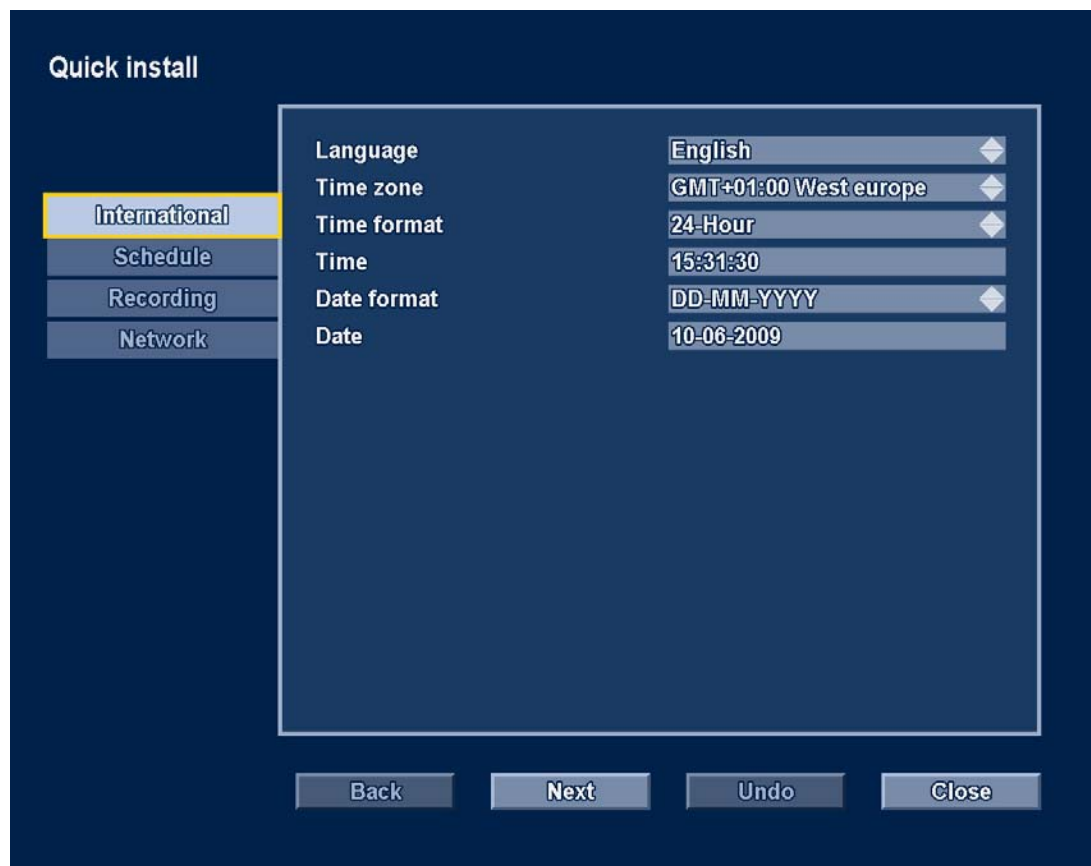 Quick install
International
Schedule
Recording
Network
Language English
Time zone GMT+01:00 West europe
Time format 24-Hour
Time 15:31:30
Date format DD-MM-YYYY
Date 10-06-2009
Back Next Undo Close